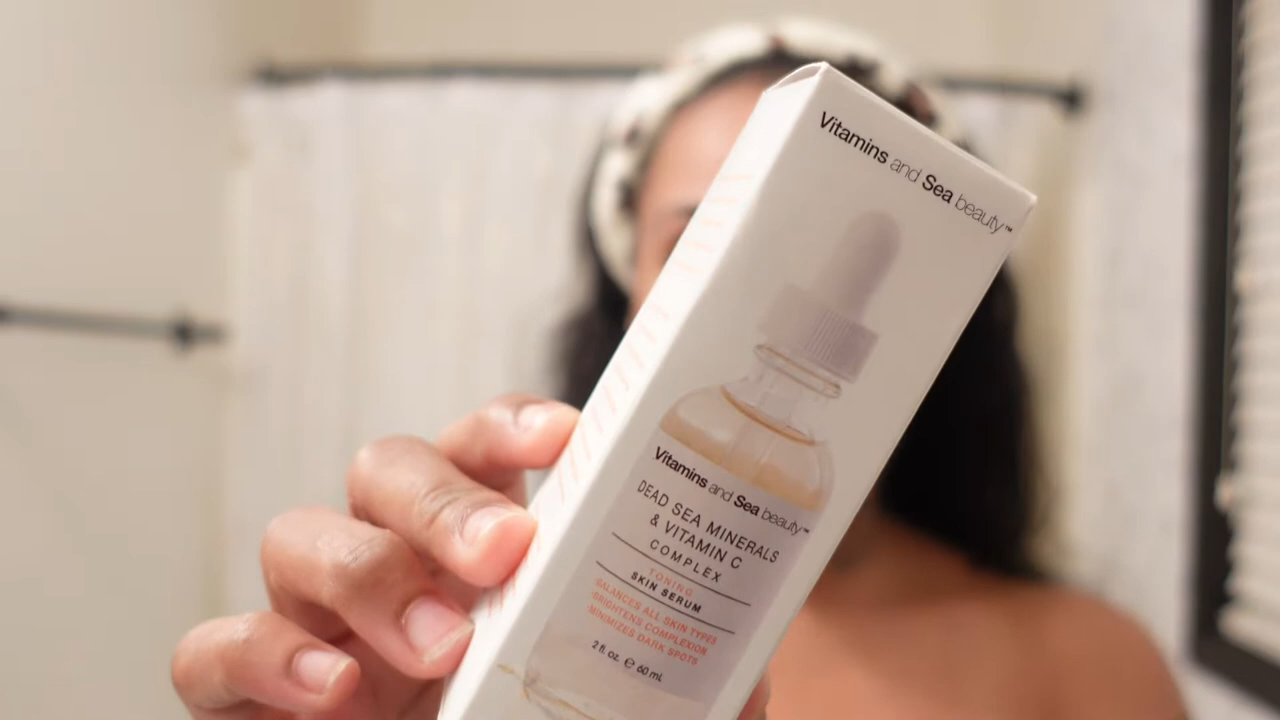 Vitamins and Sea beauty™
Vitamins and Sea beauty™
DEAD SEA MINERALS
& VITAMIN C
COMPLEX
TONING
SKIN SERUM
BALANCES ALL SKIN TYPES
BRIGHTENS COMPLEXION
MINIMIZES DARK SPOTS
2 fl. oz. ℮ 60 mL